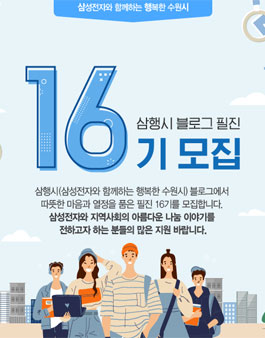 삼성전자와 함께하는 행복한 수원시
16
삼행시 블로그 필진
기 모집
삼행시(삼성전자와 함께하는 행복한 수원시) 블로그에서
따뜻한 마음과 열정을 품은 필진 16기를 모집합니다.
삼성전자와 지역사회의 아름다운 나눔 이야기를
전하고자 하는 분들의 많은 지원 바랍니다.